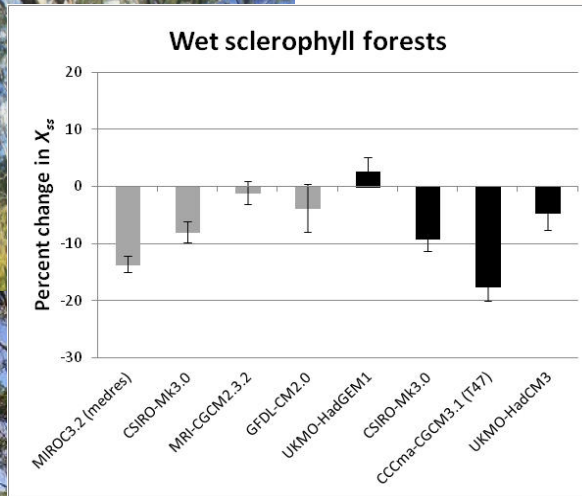 Wet sclerophyll forests
Percent change in Xss
20
10
0
-10
-20
-30
MIROC3.2 (medres)
CSIRO-Mk3.0
MRI-CGCM2.3.2
GFDL-CM2.0
UKMO-HadGEM1
CSIRO-Mk3.0
CCCma-CGCM3.1 (T47)
UKMO-HadCM3